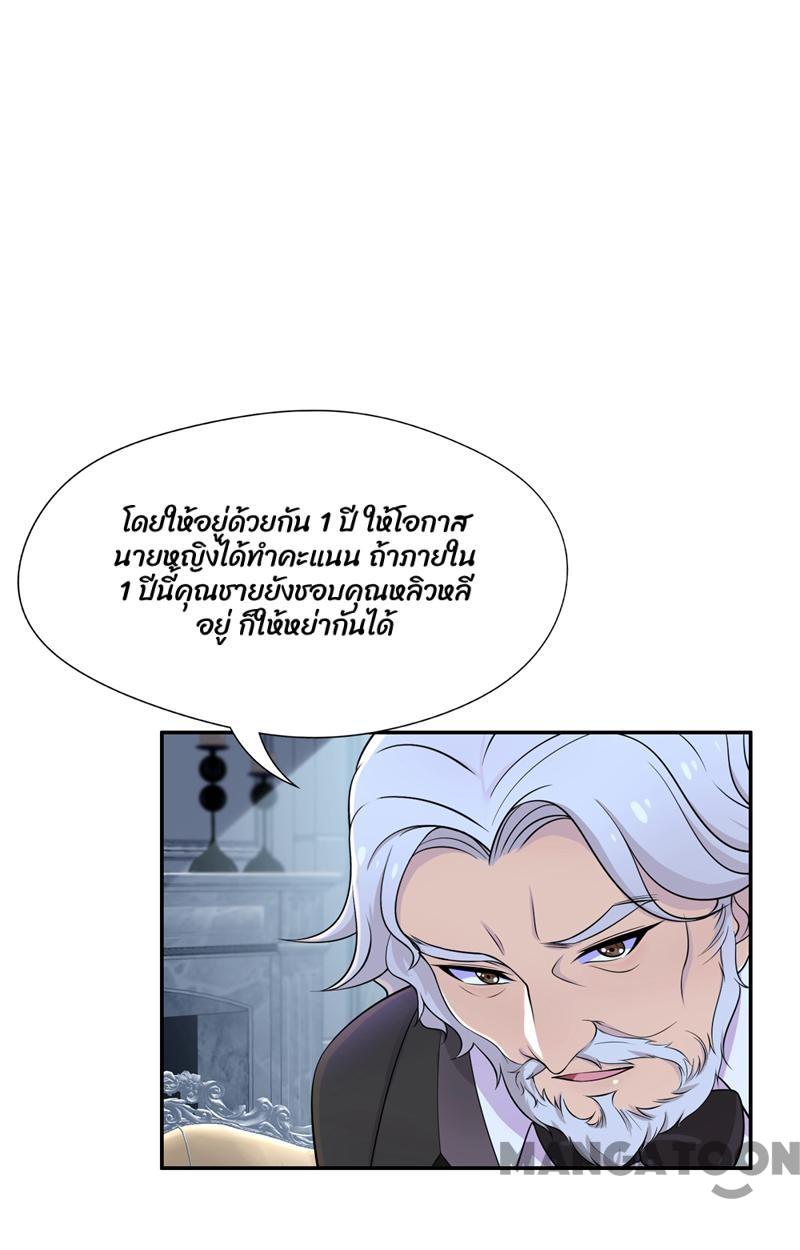 โดยให้อยู่ด้วยกัน 1 ปี ให้โอกาส
นายหญิงได้ทำคะแนน ถ้าภายใน
1 ปีนี้คุณชายยังชอบคุณหลิวหลี
อยู่ ก็ให้หย่ากันได้
MANGATOON